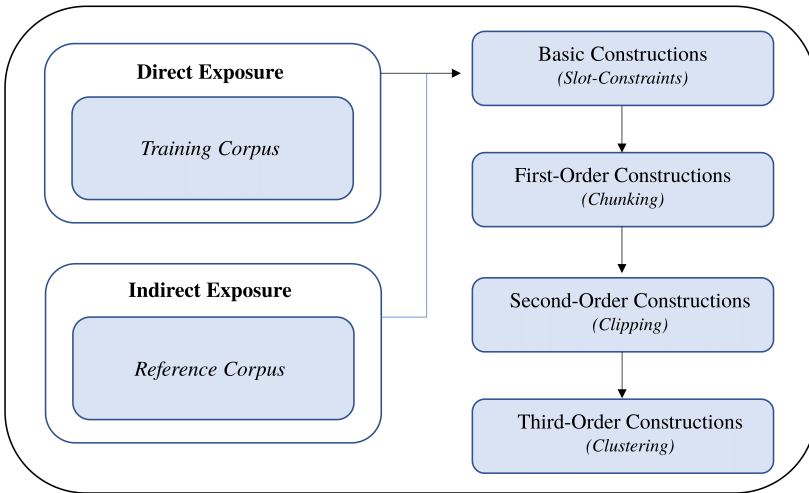 Direct Exposure
Training Corpus
Indirect Exposure
Reference Corpus
Basic Constructions
(Slot-Constraints)
First-Order Constructions
(Chunking)
Second-Order Constructions
(Clipping)
Third-Order Constructions
(Clustering)